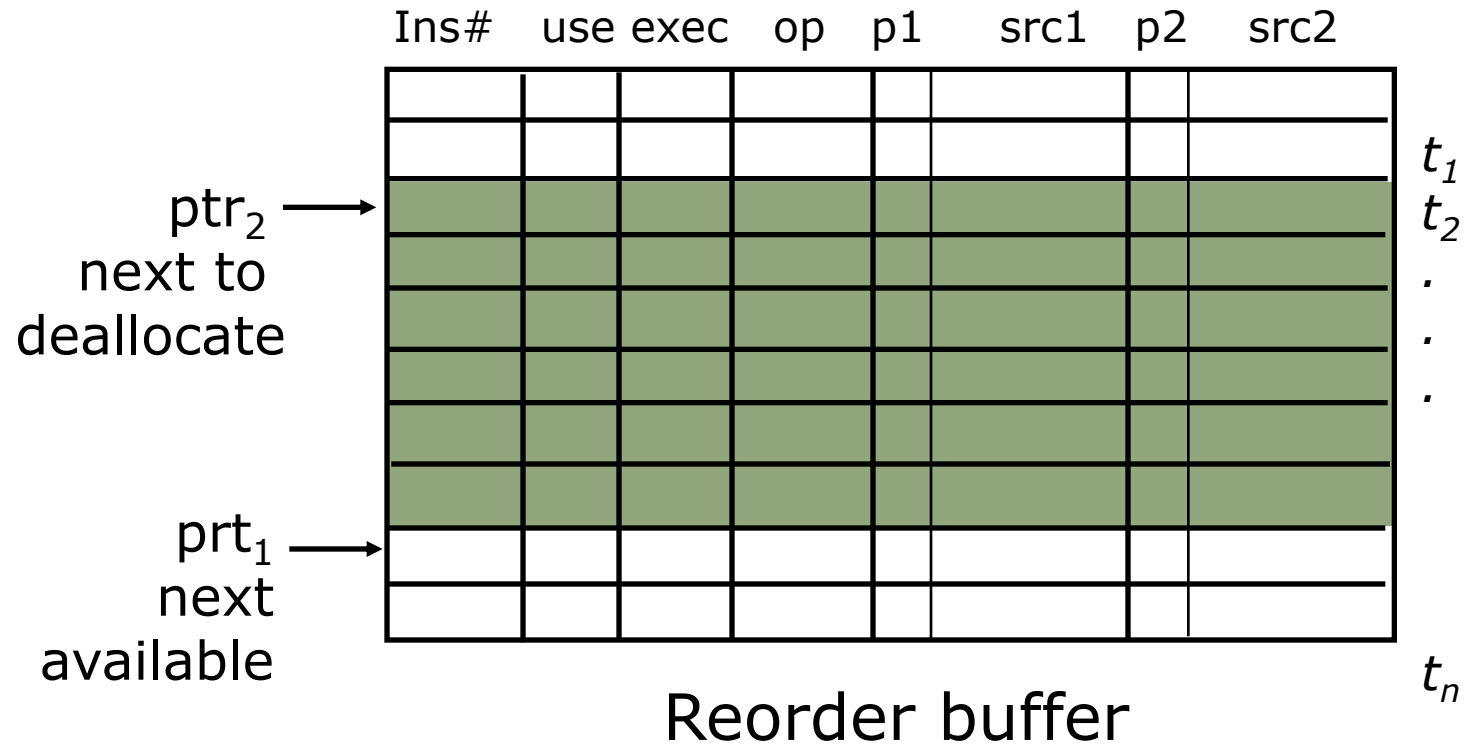 Ins# use exec op p1 src1 p2 src2
t₁
ptr₂
t₂
next to
.
deallocate
.
.
prt₁
next
available
tₙ
Reorder buffer